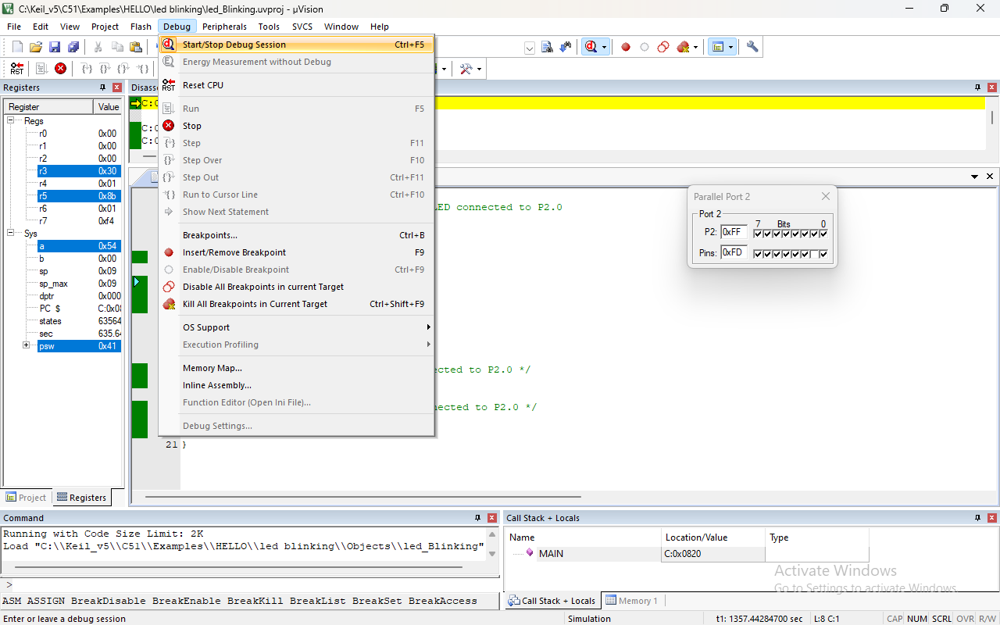 C:\Keil_v5\C51\Examples\HELLO\led blinking\led_Blinking.uvproj - µVision
File Edit View Project Flash Debug Peripherals Tools SVCS Window Help
Start/Stop Debug Session Ctrl+F5
Energy Measurement without Debug
Reset CPU
Run F5
Stop
Step F11
Step Over F10
Step Out Ctrl+F11
Run to Cursor Line Ctrl+F10
Show Next Statement
Breakpoints... Ctrl+B
Insert/Remove Breakpoint F9
Enable/Disable Breakpoint Ctrl+F9
Disable All Breakpoints in current Target
Kill All Breakpoints in Current Target Ctrl+Shift+F9
OS Support
Execution Profiling
Memory Map...
Inline Assembly...
Function Editor (Open Ini File)...
Debug Settings...
RST
RST
Registers
Register Value
Regs
r0 0x00
r1 0x00
r2 0x00
r3 0x30
r4 0x01
r5 0x8b
r6 0x01
r7 0xf4
Sys
a 0x54
b 0x00
sp 0x09
sp_max 0x09
dptr 0x000
PC $ C:0x08
states 63564
sec 635.64
psw 0x41
Project Registers
Disass
C:0
C:0
C:0
ED connected to P2.0
ected to P2.0 */
nected to P2.0 */
21 }
Parallel Port 2
Port 2
7 Bits 0
P2: 0xFF
Pins: 0xFD
Command
Running with Code Size Limit: 2K
Load "C:\\Keil_v5\\C51\\Examples\\HELLO\\led blinking\\Objects\\led_Blinking"
>
ASM ASSIGN BreakDisable BreakEnable BreakKill BreakList BreakSet BreakAccess
Call Stack + Locals
Name Location/Value Type
MAIN C:0x0820
Activate Windows
Go to Settings to activate Windows.
Call Stack + Locals Memory 1
Enter or leave a debug session Simulation t1: 1357.44284700 sec L:8 C:1 CAP NUM SCRL OVR R/W